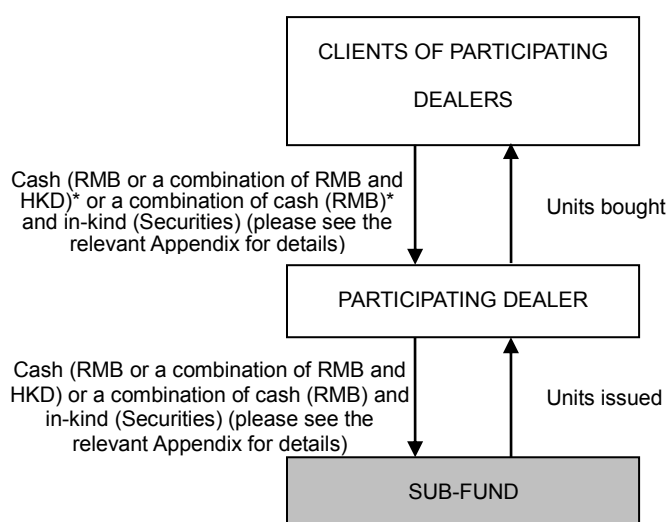 CLIENTS OF PARTICIPATING
DEALERS
Cash (RMB or a combination of RMB and
HKD)* or a combination of cash (RMB)*
and in-kind (Securities) (please see the
relevant Appendix for details)
Units bought
PARTICIPATING DEALER
Cash (RMB or a combination of RMB and
HKD) or a combination of cash (RMB) and
in-kind (Securities) (please see the
relevant Appendix for details)
Units issued
SUB-FUND